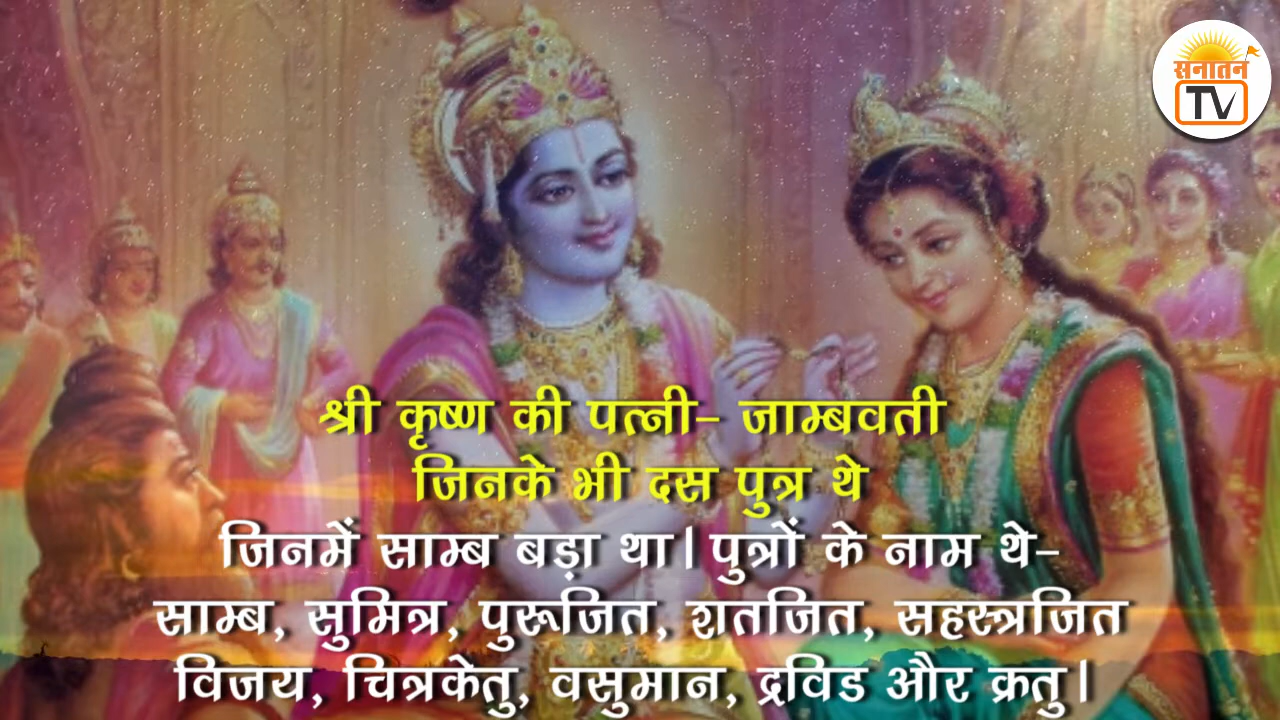 सनातन
TV
श्री कृष्ण की पत्नी- जाम्बवती
जिनके भी दस पुत्र थे
जिनमें साम्ब बड़ा था। पुत्रों के नाम थे-
साम्ब, सुमित्र, पुरूजित, शतजित, सहस्त्रजित
विजय, चित्रकेतु, वसुमान, द्रविड और क्रतु।